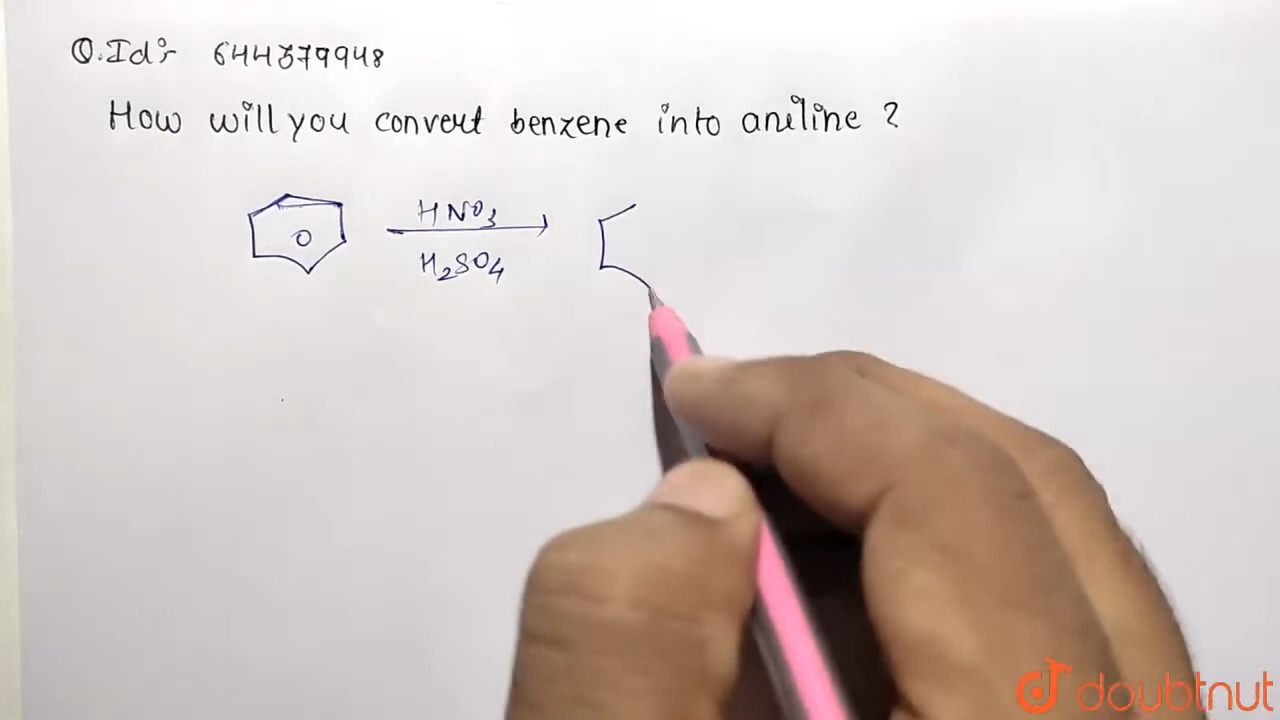 Q.Id:- 644379948
How will you convert benzene into aniline ?
HNO3
H2SO4
doubtnut